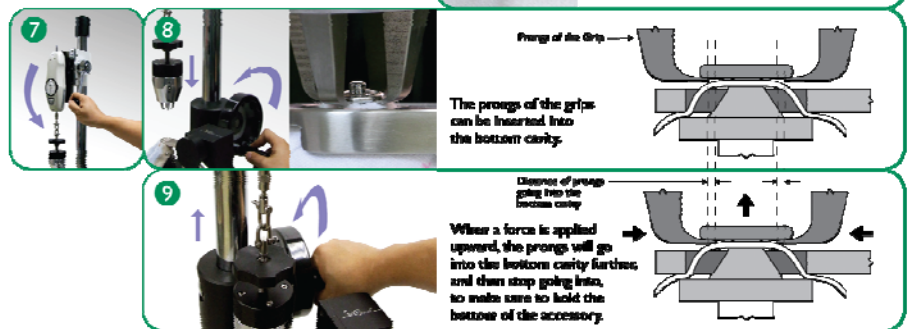 7
8
Prongs of the Grip
The prongs of the grips
can be inserted into
the bottom cavity.
9
Distance of prongs
going into the
bottom cavity
When a force is applied
upward, the prongs will go
into the bottom cavity further,
and then stop going into,
to make sure to hold the
bottom of the accessory.